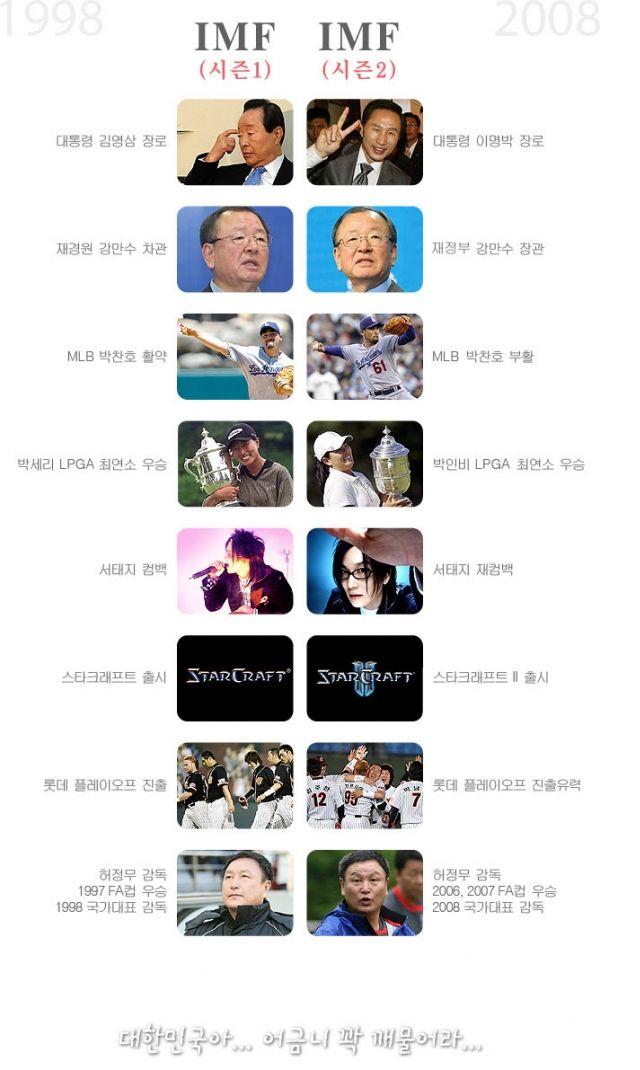 1998 2008
IMF IMF
(시즌1) (시즌2)
대통령 김영삼 장로 대통령 이명박 장로
재경원 강만수 차관 재정부 강만수 장관
MLB 박찬호 활약 MLB 박찬호 부활
61
박세리 LPGA 최연소 우승 박인비 LPGA 최연소 우승
서태지 컴백 서태지 재컴백
스타크래프트 출시 STARCRAFT® STARCRAFT II 스타크래프트 II 출시
롯데 플레이오프 진출 롯데 플레이오프 진출유력
12 93 7
허정무 감독 허정무 감독
1997 FA컵 우승 2006, 2007 FA컵 우승
1998 국가대표 감독 2008 국가대표 감독
대한민국아... 어금니 꽉 깨물어라...